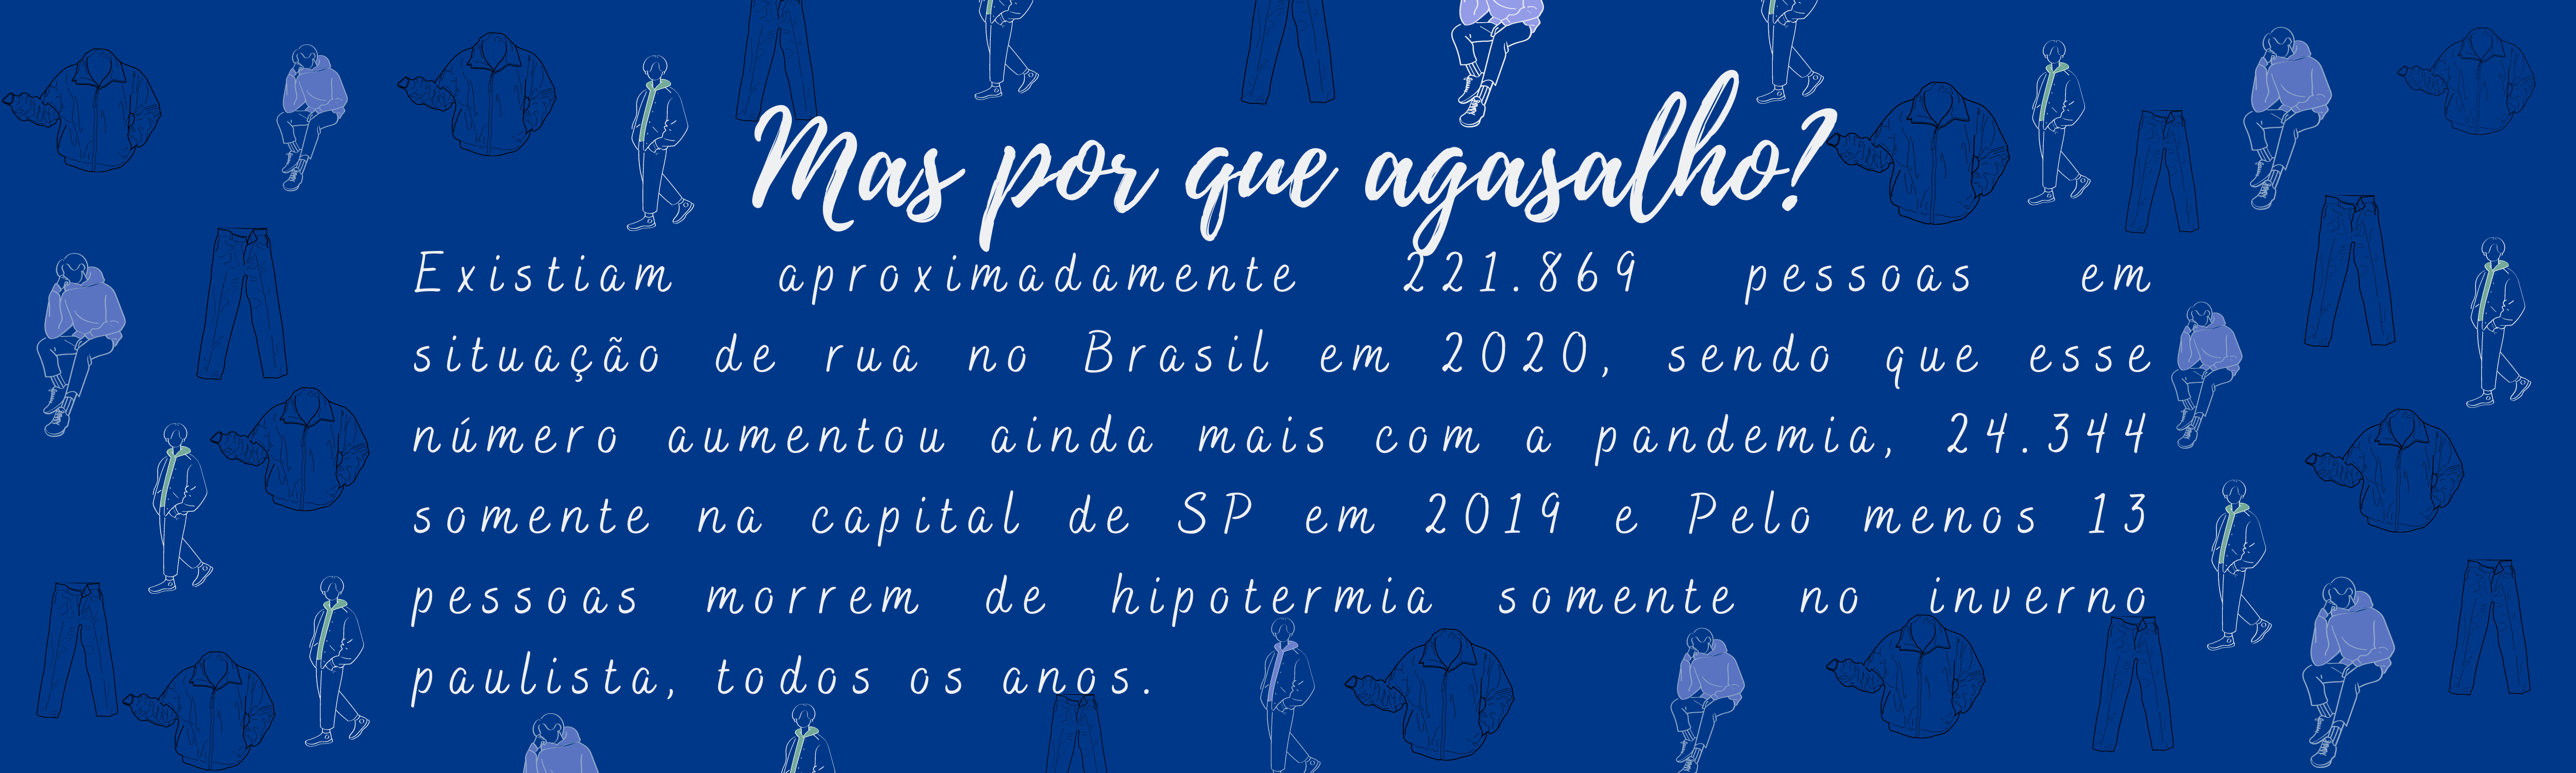 Mas por que agasalho?
Existiam aproximadamente 221.869 pessoas em
situação de rua no Brasil em 2020, sendo que esse
número aumentou ainda mais com a pandemia, 24.344
somente na capital de SP em 2019 e Pelo menos 13
pessoas morrem de hipotermia somente no inverno
paulista, todos os anos.